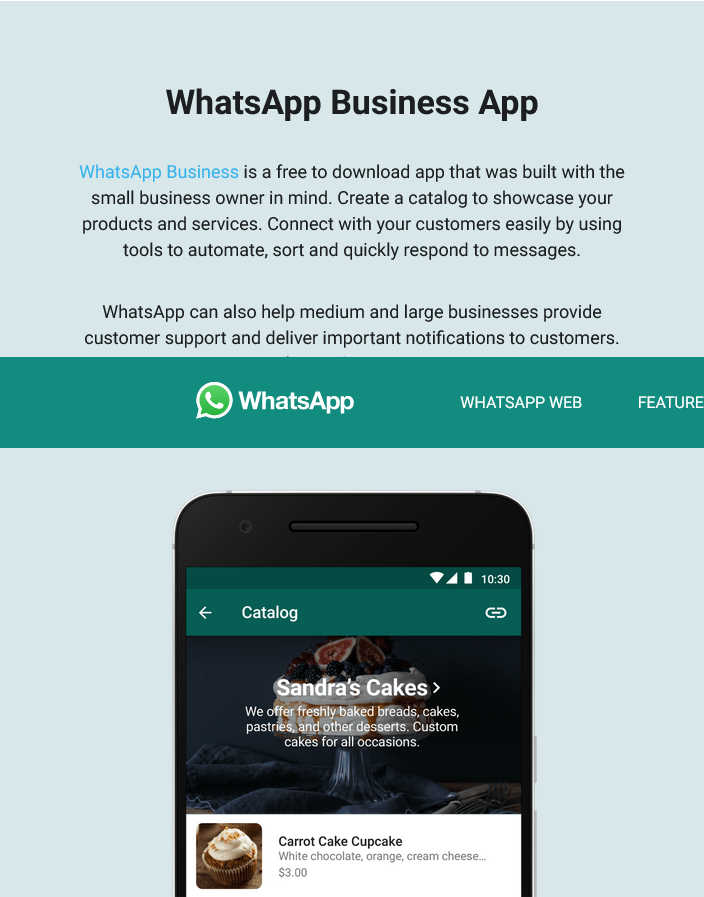 WhatsApp Business App
WhatsApp Business is a free to download app that was built with the
small business owner in mind. Create a catalog to showcase your
products and services. Connect with your customers easily by using
tools to automate, sort and quickly respond to messages.
WhatsApp can also help medium and large businesses provide
customer support and deliver important notifications to customers.
WhatsApp
WHATSAPP WEB
FEATURE
10:30
Catalog
Sandra's Cakes
We offer freshly baked breads, cakes,
pastries, and other desserts. Custom
cakes for all occasions.
Carrot Cake Cupcake
White chocolate, orange, cream cheese…
$3.00